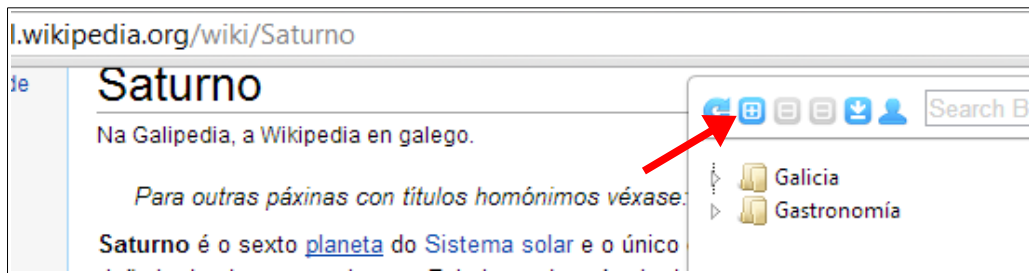 l.wikipedia.org/wiki/Saturno
de
Saturno
Na Galipedia, a Wikipedia en galego.
Para outras páxinas con títulos homónimos véxase:
Saturno é o sexto planeta do Sistema solar e o único
Search B
Galicia
Gastronomía